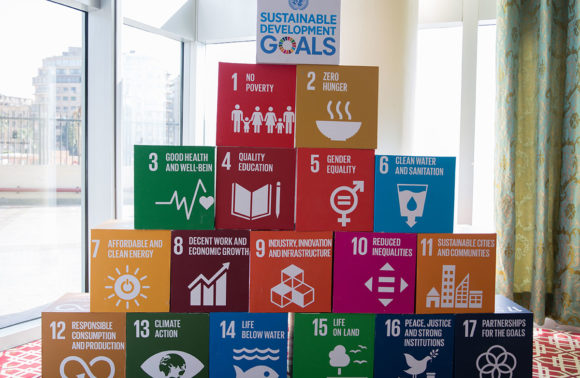 SUSTAINABLE
DEVELOPMENT
GOALS
1 NO
POVERTY
2 ZERO
HUNGER
3 GOOD HEALTH
AND WELL-BEIN
4 QUALITY
EDUCATION
5 GENDER
EQUALITY
6 CLEAN WATER
AND SANITATION
7 AFFORDABLE AND
CLEAN ENERGY
8 DECENT WORK AND
ECONOMIC GROWTH
9 INDUSTRY, INNOVATION
AND INFRASTRUCTURE
10 REDUCED
INEQUALITIES
11 SUSTAINABLE CITIES
AND COMMUNITIES
12 RESPONSIBLE
CONSUMPTION
AND PRODUCTION
13 CLIMATE
ACTION
14 LIFE
BELOW WATER
15 LIFE
ON LAND
16 PEACE, JUSTICE
AND STRONG
INSTITUTIONS
17 PARTNERSHIPS
FOR THE GOALS